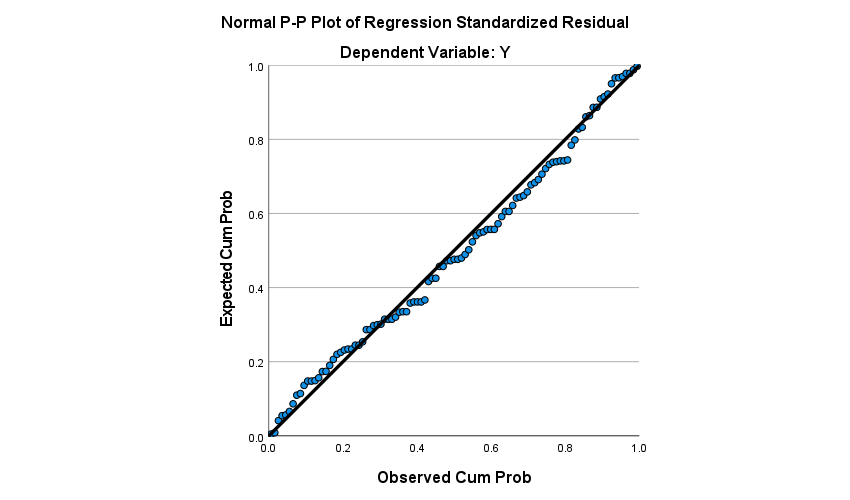 Normal P-P Plot of Regression Standardized Residual
Dependent Variable: Y
Expected Cum Prob
1.0
0.8
0.6
0.4
0.2
0.0
0.0 0.2 0.4 0.6 0.8 1.0
Observed Cum Prob